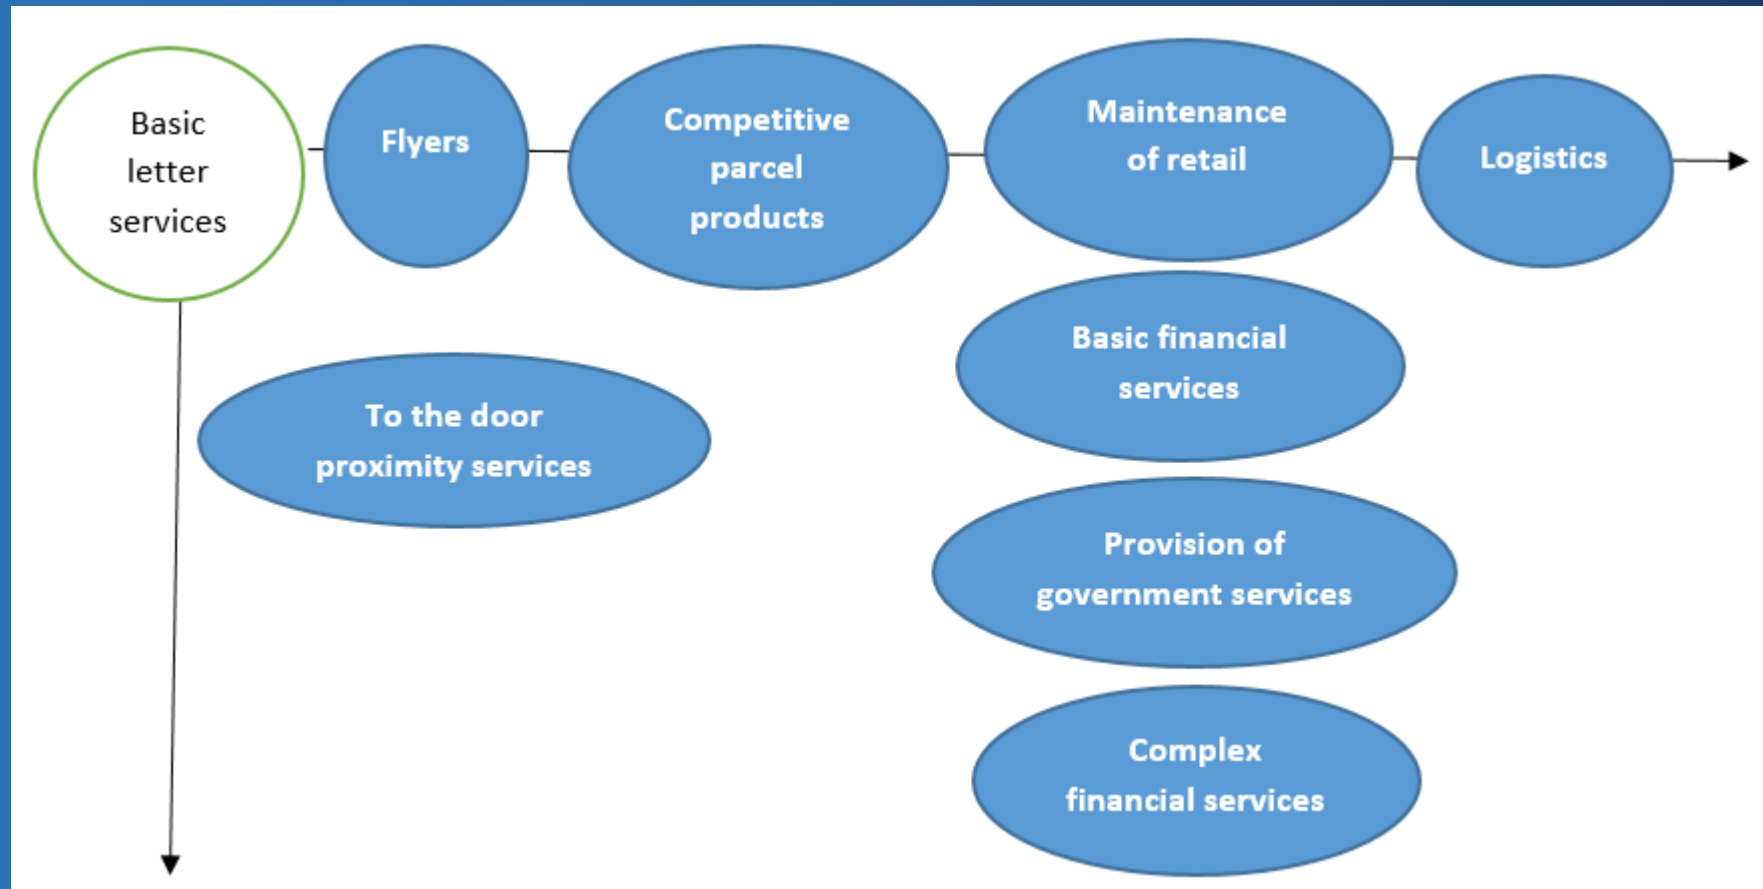 Basic
letter
services
Flyers
Competitive
parcel
products
Maintenance
of retail
Logistics
Basic financial
services
To the door
proximity services
Provision of
government services
Complex
financial services